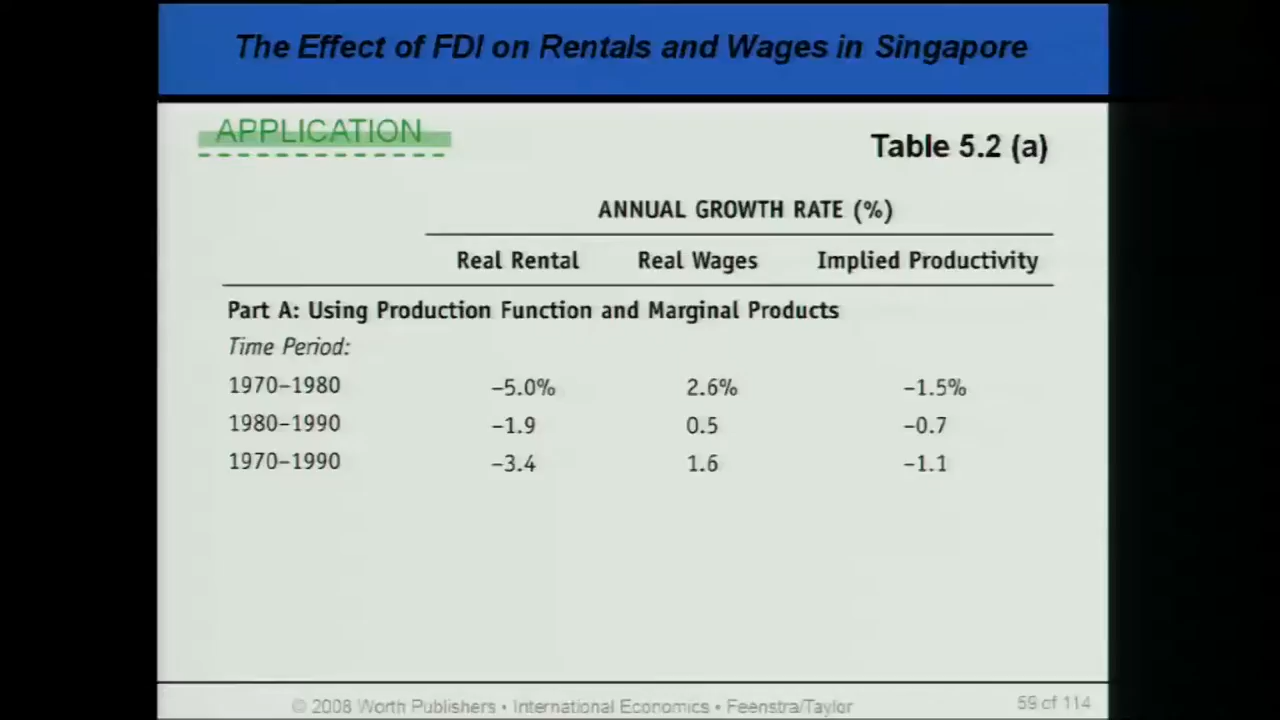 The Effect of FDI on Rentals and Wages in Singapore
APPLICATION
Table 5.2 (a)
ANNUAL GROWTH RATE (%)
Real Rental Real Wages Implied Productivity
Part A: Using Production Function and Marginal Products
Time Period:
1970–1980 –5.0% 2.6% –1.5%
1980–1990 –1.9 0.5 –0.7
1970–1990 –3.4 1.6 –1.1
© 2008 Worth Publishers • International Economics • Feenstra/Taylor
59 of 114